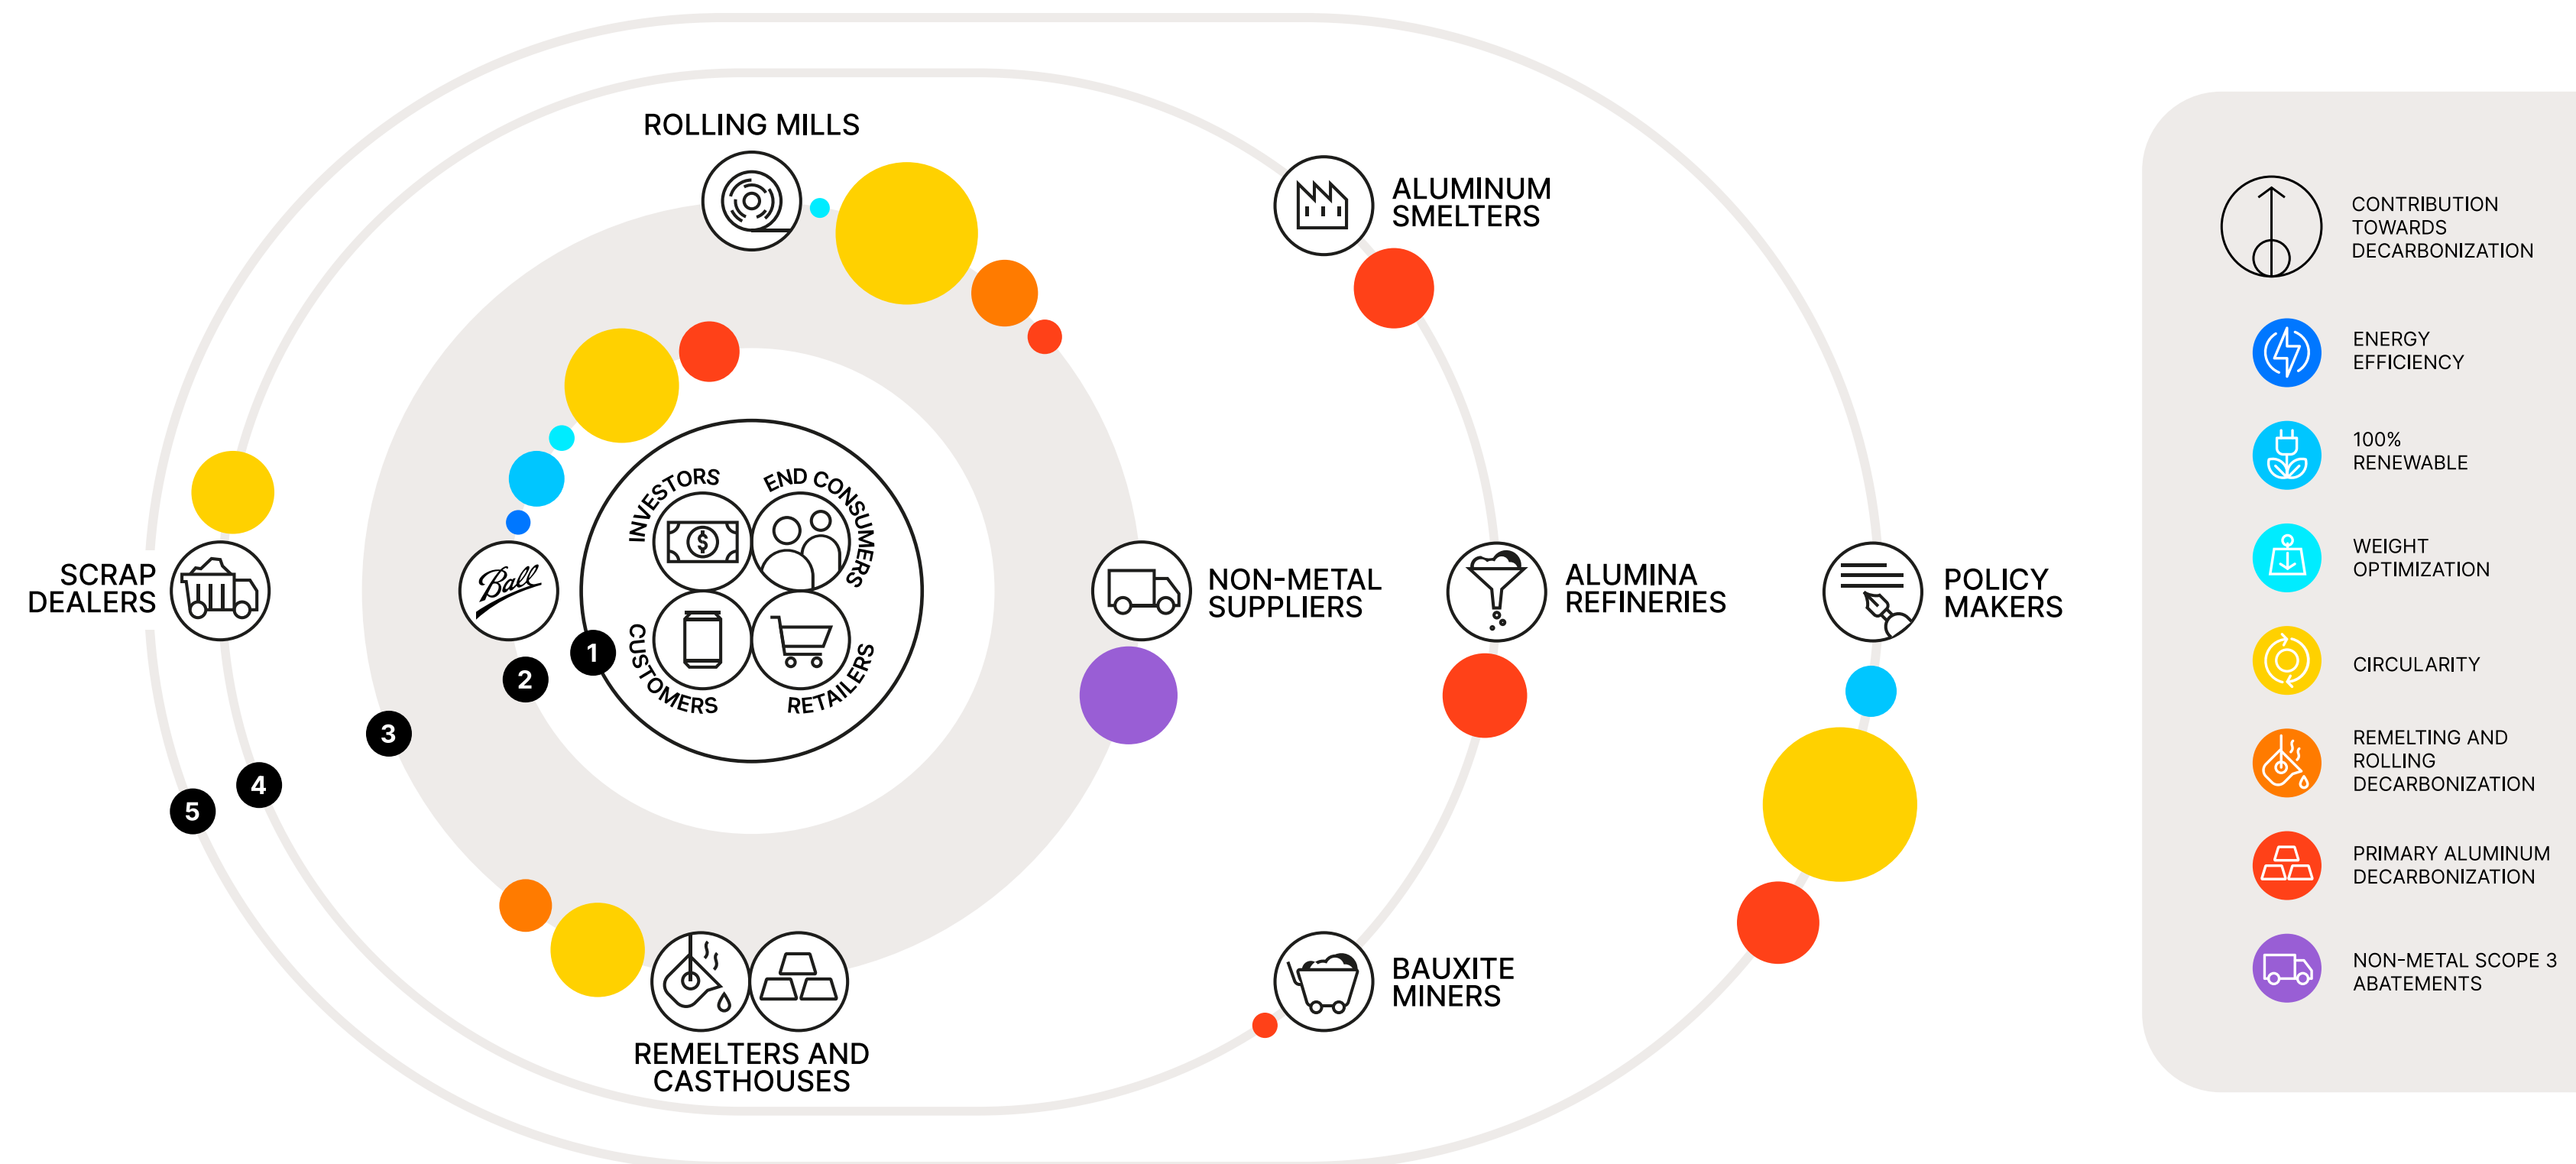 ROLLING MILLS
ALUMINUM
SMELTERS
INVESTORS
END CONSUMERS
CUSTOMERS
RETAILERS
Ball
$
SCRAP
DEALERS
NON-METAL
SUPPLIERS
ALUMINA
REFINERIES
POLICY
MAKERS
1
2
3
4
5
BAUXITE
MINERS
REMELTERS AND
CASTHOUSES
CONTRIBUTION
TOWARDS
DECARBONIZATION
ENERGY
EFFICIENCY
100%
RENEWABLE
WEIGHT
OPTIMIZATION
CIRCULARITY
REMELTING AND
ROLLING
DECARBONIZATION
PRIMARY ALUMINUM
DECARBONIZATION
NON-METAL SCOPE 3
ABATEMENTS